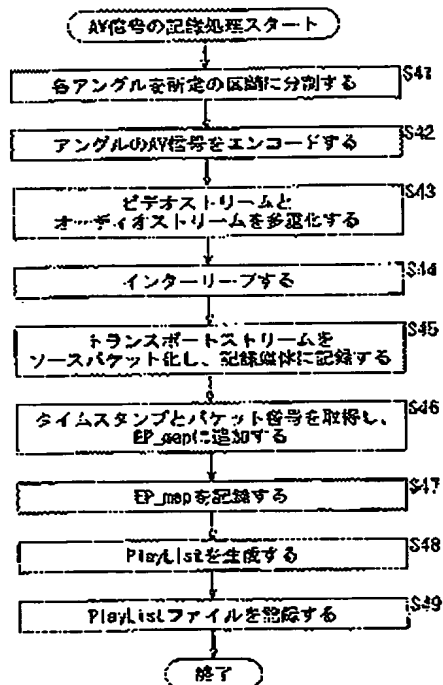 AV信号の記録処理スタート
S41
各アングルを所定の区間に分割する
S42
アングルのAV信号をエンコードする
S43
ビデオストリームと
オーディオストリームを多重化する
S44
インターリーブする
S45
トランスポートストリームを
ソースパケット化し、記録媒体に記録する
S46
タイムスタンプとパケット番号を取得し、
EP_mapに追加する
S47
EP_mapを記録する
S48
PlayListを生成する
S49
PlayListファイルを記録する
終了